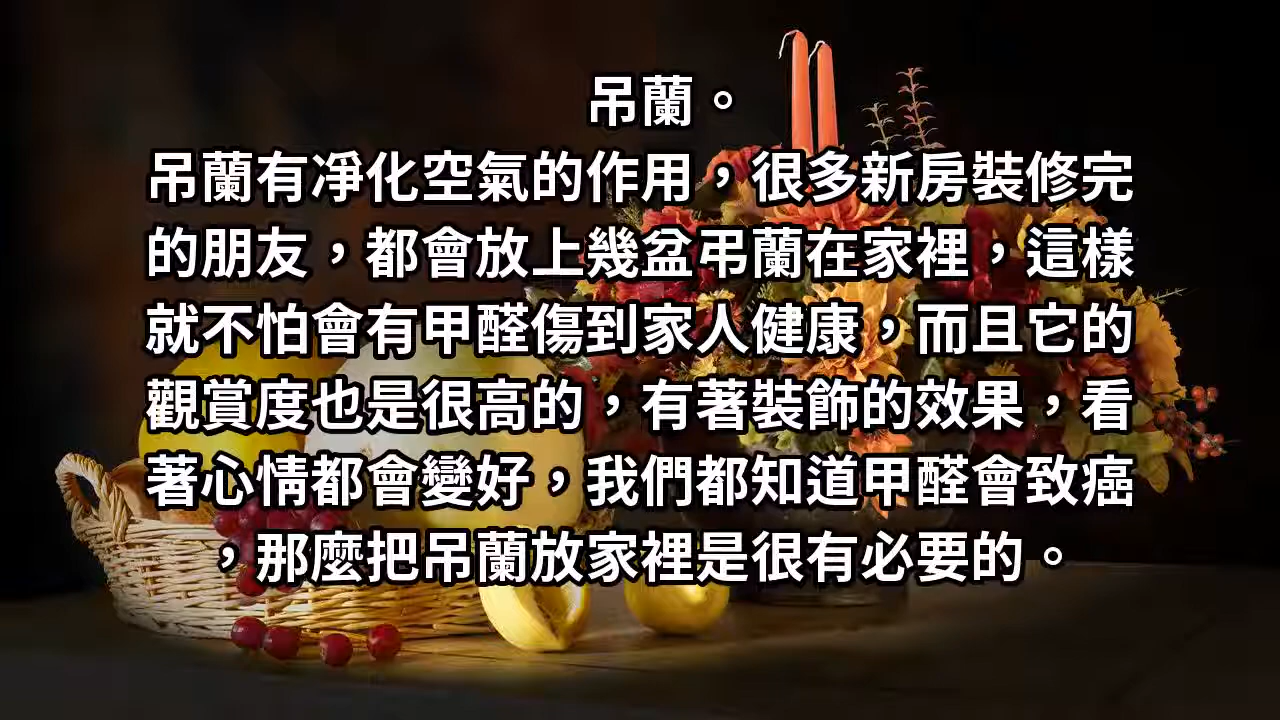 吊蘭。
吊蘭有凈化空氣的作用，很多新房裝修完
的朋友，都會放上幾盆弔蘭在家裡，這樣
就不怕會有甲醛傷到家人健康，而且它的
觀賞度也是很高的，有著裝飾的效果，看
著心情都會變好，我們都知道甲醛會致癌
，那麼把吊蘭放家裡是很有必要的。